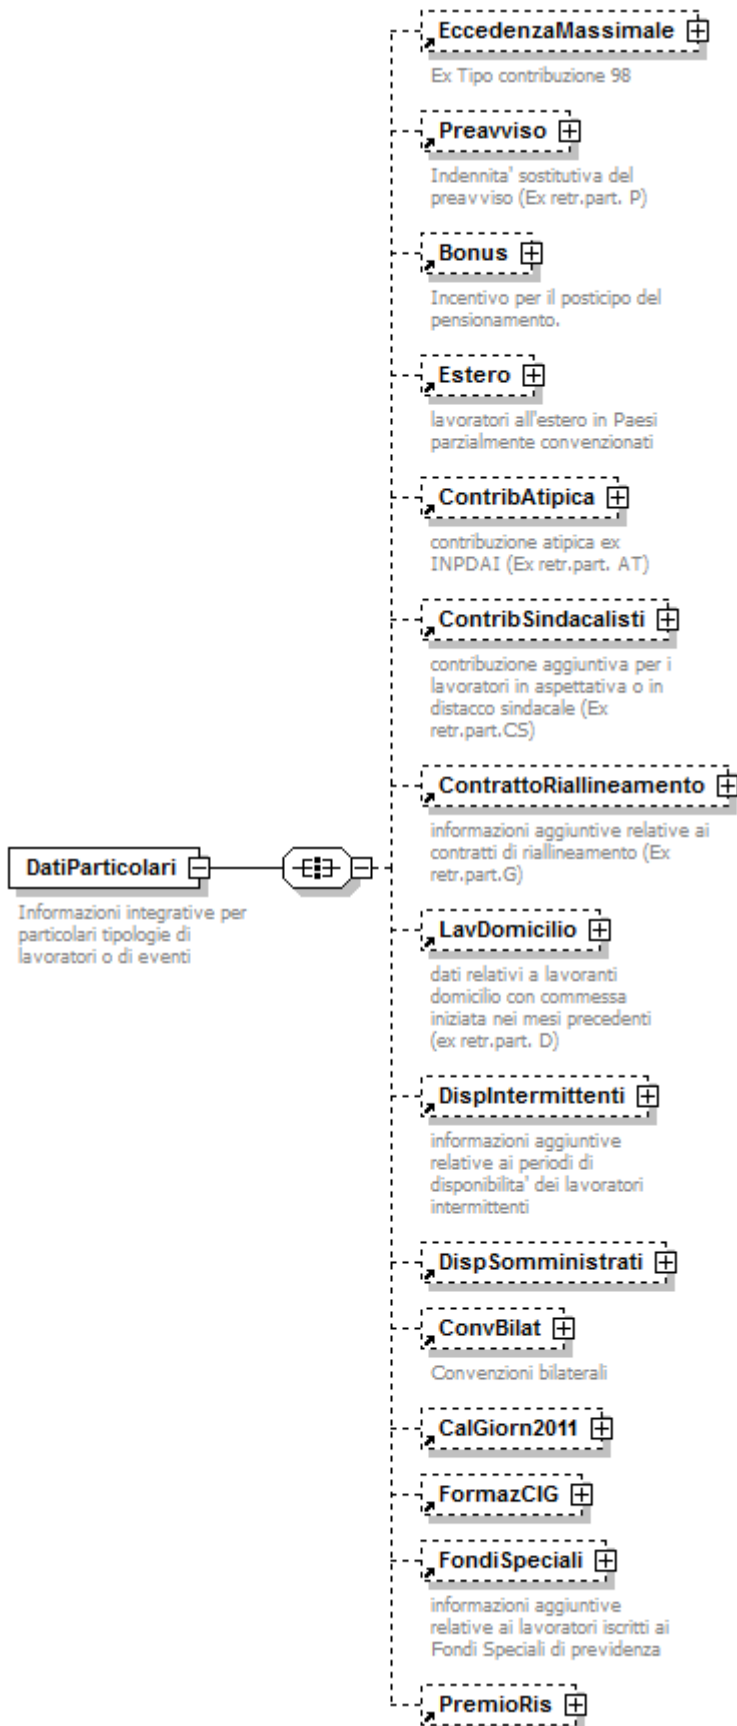 EccedenzaMassimale
Ex Tipo contribuzione 98
Preavviso
Indennita' sostitutiva del
preavviso (Ex retr.part. P)
Bonus
Incentivo per il posticipo del
pensionamento.
Estero
lavoratori all'estero in Paesi
parzialmente convenzionati
ContribAtipica
contribuzione atipica ex
INPDAI (Ex retr.part. AT)
ContribSindacalisti
contribuzione aggiuntiva per i
lavoratori in aspettativa o in
distacco sindacale (Ex
retr.part.CS)
ContrattoRiallineamento
informazioni aggiuntive relative ai
contratti di riallineamento (Ex
retr.part.G)
DatiParticolari
Informazioni integrative per
particolari tipologie di
lavoratori o di eventi
LavDomicilio
dati relativi a lavoranti
domicilio con commessa
iniziata nei mesi precedenti
(ex retr.part. D)
DispIntermittenti
informazioni aggiuntive
relative ai periodi di
disponibilita' dei lavoratori
intermittenti
DispSomministrati
ConvBilat
Convenzioni bilaterali
CalGiorn2011
FormazCIG
FondiSpeciali
informazioni aggiuntive
relative ai lavoratori iscritti ai
Fondi Speciali di previdenza
PremioRis